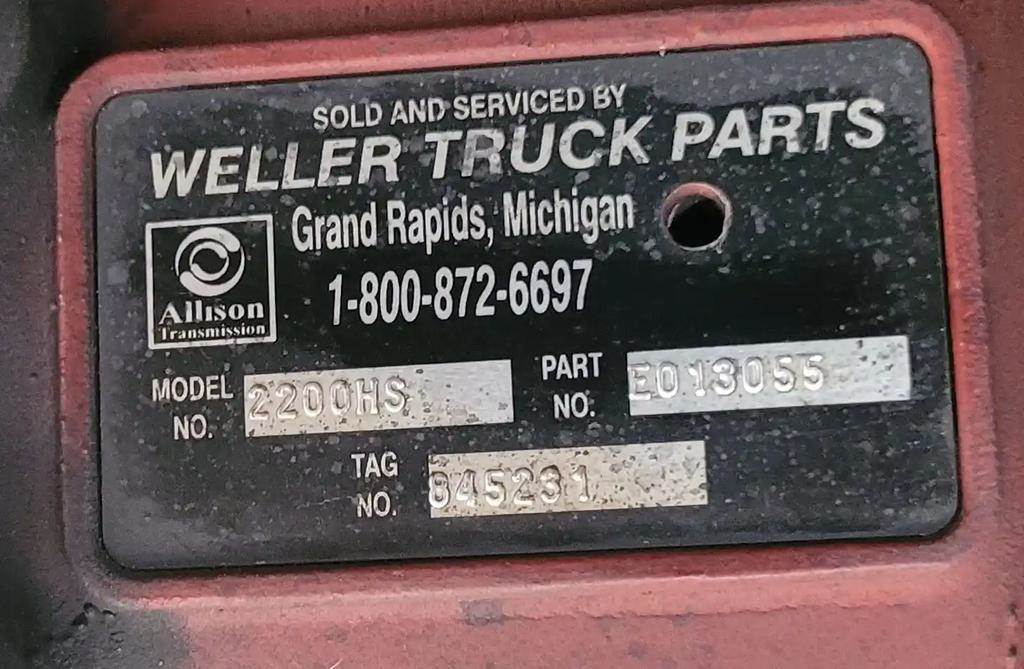 SOLD AND SERVICED BY
WELLER TRUCK PARTS
Grand Rapids, Michigan
1-800-872-6697
Allison
Transmission
MODEL NO. 2200HS
PART NO. E013055
TAG NO. 845231